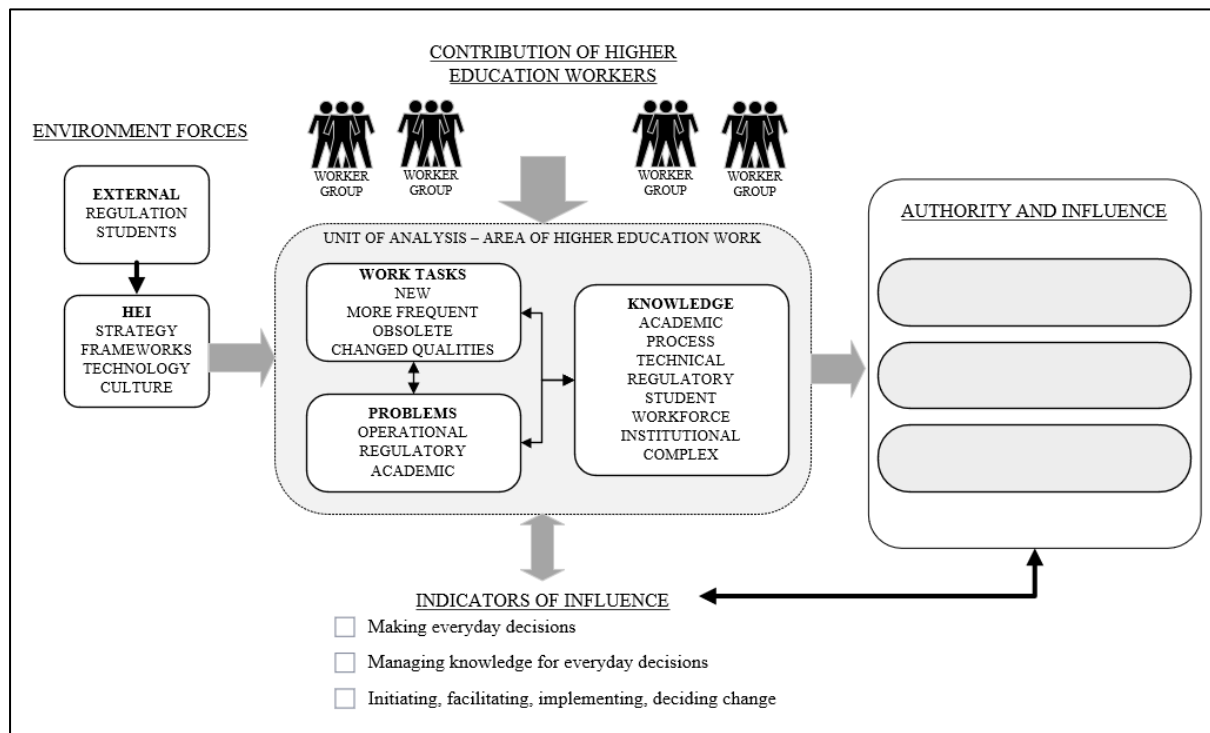 CONTRIBUTION OF HIGHER
EDUCATION WORKERS
WORKER
GROUP
WORKER
GROUP
WORKER
GROUP
WORKER
GROUP
ENVIRONMENT FORCES
EXTERNAL
REGULATION
STUDENTS
HEI
STRATEGY
FRAMEWORKS
TECHNOLOGY
CULTURE
UNIT OF ANALYSIS – AREA OF HIGHER EDUCATION WORK
WORK TASKS
NEW
MORE FREQUENT
OBSOLETE
CHANGED QUALITIES
PROBLEMS
OPERATIONAL
REGULATORY
ACADEMIC
KNOWLEDGE
ACADEMIC
PROCESS
TECHNICAL
REGULATORY
STUDENT
WORKFORCE
INSTITUTIONAL
COMPLEX
AUTHORITY AND INFLUENCE
INDICATORS OF INFLUENCE
Making everyday decisions
Managing knowledge for everyday decisions
Initiating, facilitating, implementing, deciding change